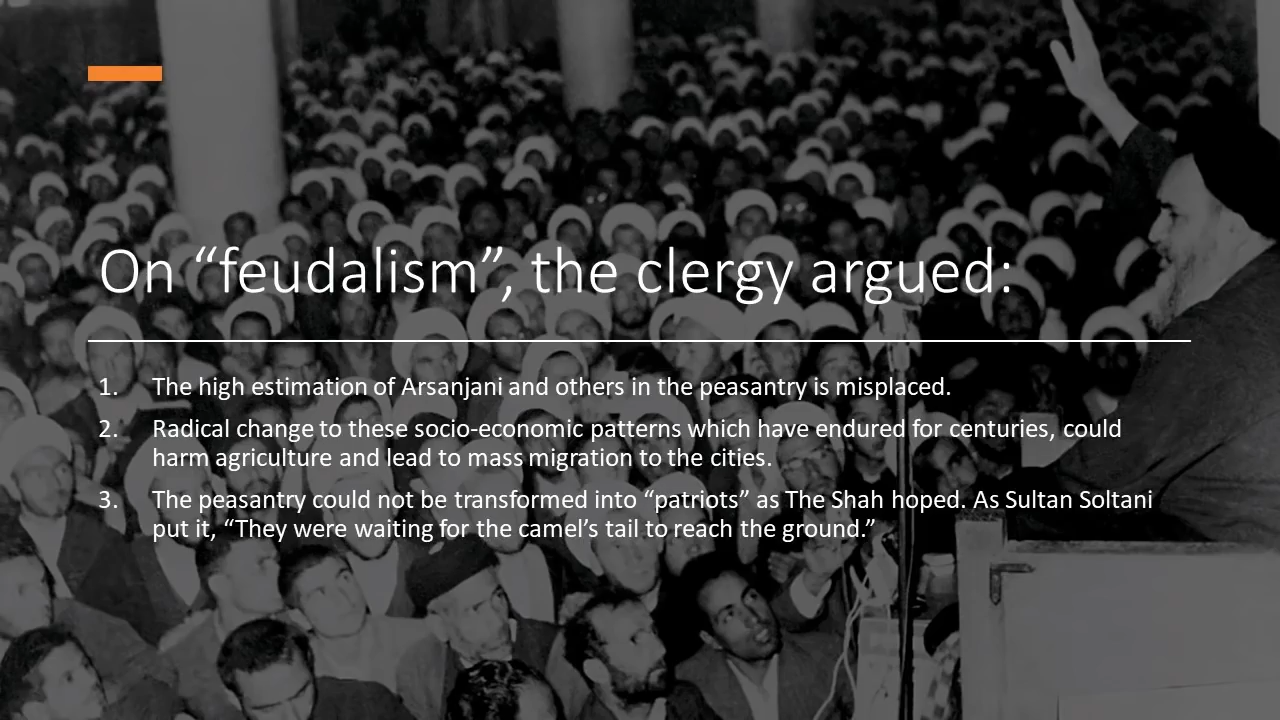 On “feudalism”, the clergy argued:
1. The high estimation of Arsanjani and others in the peasantry is misplaced.
2. Radical change to these socio-economic patterns which have endured for centuries, could
harm agriculture and lead to mass migration to the cities.
3. The peasantry could not be transformed into “patriots” as The Shah hoped. As Sultan Soltani
put it, “They were waiting for the camel’s tail to reach the ground.”